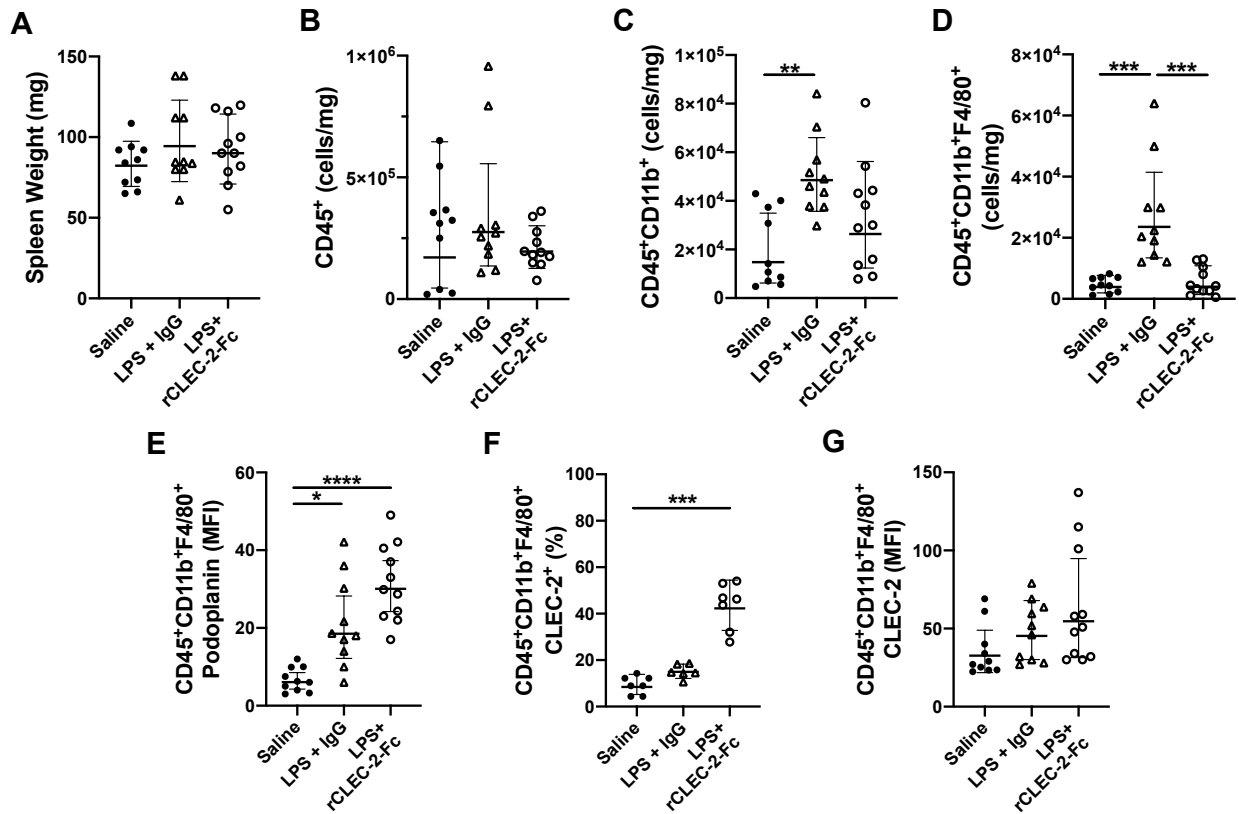 A
Spleen Weight (mg)
150
100
50
0
Saline
LPS + IgG
LPS+
rCLEC-2-Fc
B
CD45⁺ (cells/mg)
1×10⁶
5×10⁵
0
Saline
LPS + IgG
LPS+
rCLEC-2-Fc
C
CD45⁺CD11b⁺ (cells/mg)
1×10⁵
8×10⁴
6×10⁴
4×10⁴
2×10⁴
0
**
Saline
LPS + IgG
LPS+
rCLEC-2-Fc
D
CD45⁺CD11b⁺F4/80⁺
(cells/mg)
8×10⁴
6×10⁴
4×10⁴
2×10⁴
0
*** ***
Saline
LPS + IgG
LPS+
rCLEC-2-Fc
E
CD45⁺CD11b⁺F4/80⁺
Podoplanin (MFI)
60
40
20
0
****
*
Saline
LPS + IgG
LPS+
rCLEC-2-Fc
F
CD45⁺CD11b⁺F4/80⁺
CLEC-2⁺ (%)
100
80
60
40
20
0
***
Saline
LPS + IgG
LPS+
rCLEC-2-Fc
G
CD45⁺CD11b⁺F4/80⁺
CLEC-2 (MFI)
150
100
50
0
Saline
LPS + IgG
LPS+
rCLEC-2-Fc